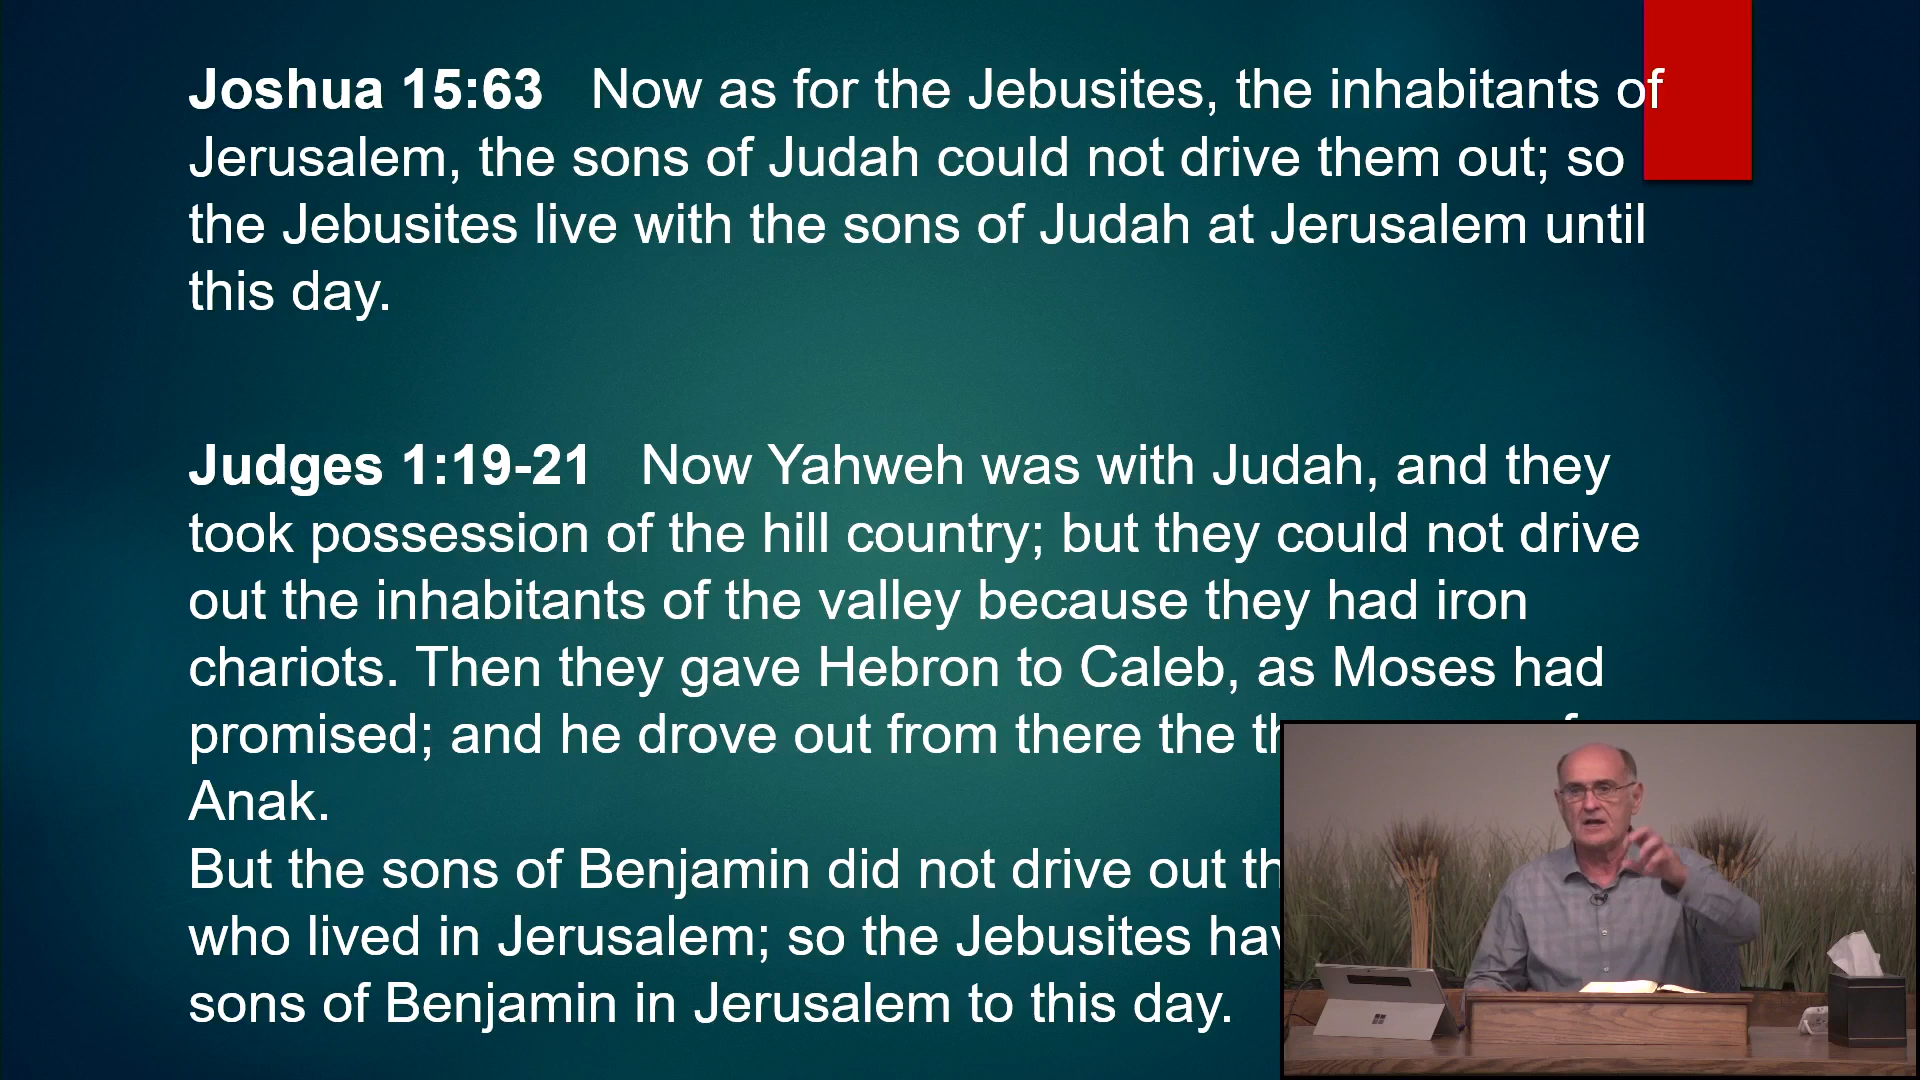 Joshua 15:63 Now as for the Jebusites, the inhabitants of
Jerusalem, the sons of Judah could not drive them out; so
the Jebusites live with the sons of Judah at Jerusalem until
this day.
Judges 1:19-21 Now Yahweh was with Judah, and they
took possession of the hill country; but they could not drive
out the inhabitants of the valley because they had iron
chariots. Then they gave Hebron to Caleb, as Moses had
promised; and he drove out from there the
Anak.
But the sons of Benjamin did not drive out
who lived in Jerusalem; so the Jebusites
sons of Benjamin in Jerusalem to this day.